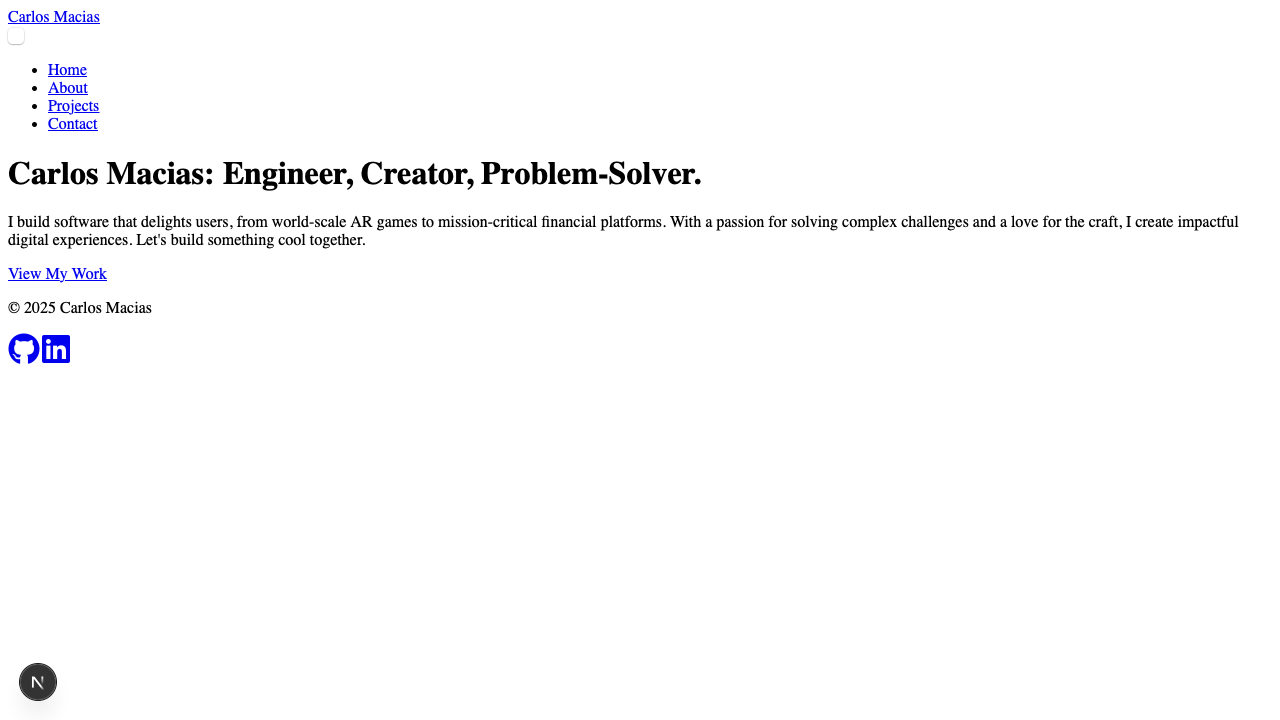 Carlos Macias
Home
About
Projects
Contact
Carlos Macias: Engineer, Creator, Problem-Solver.
I build software that delights users, from world-scale AR games to mission-critical financial platforms. With a passion for solving complex challenges and a love for the craft, I create impactful
digital experiences. Let's build something cool together.
View My Work
© 2025 Carlos Macias
in
N